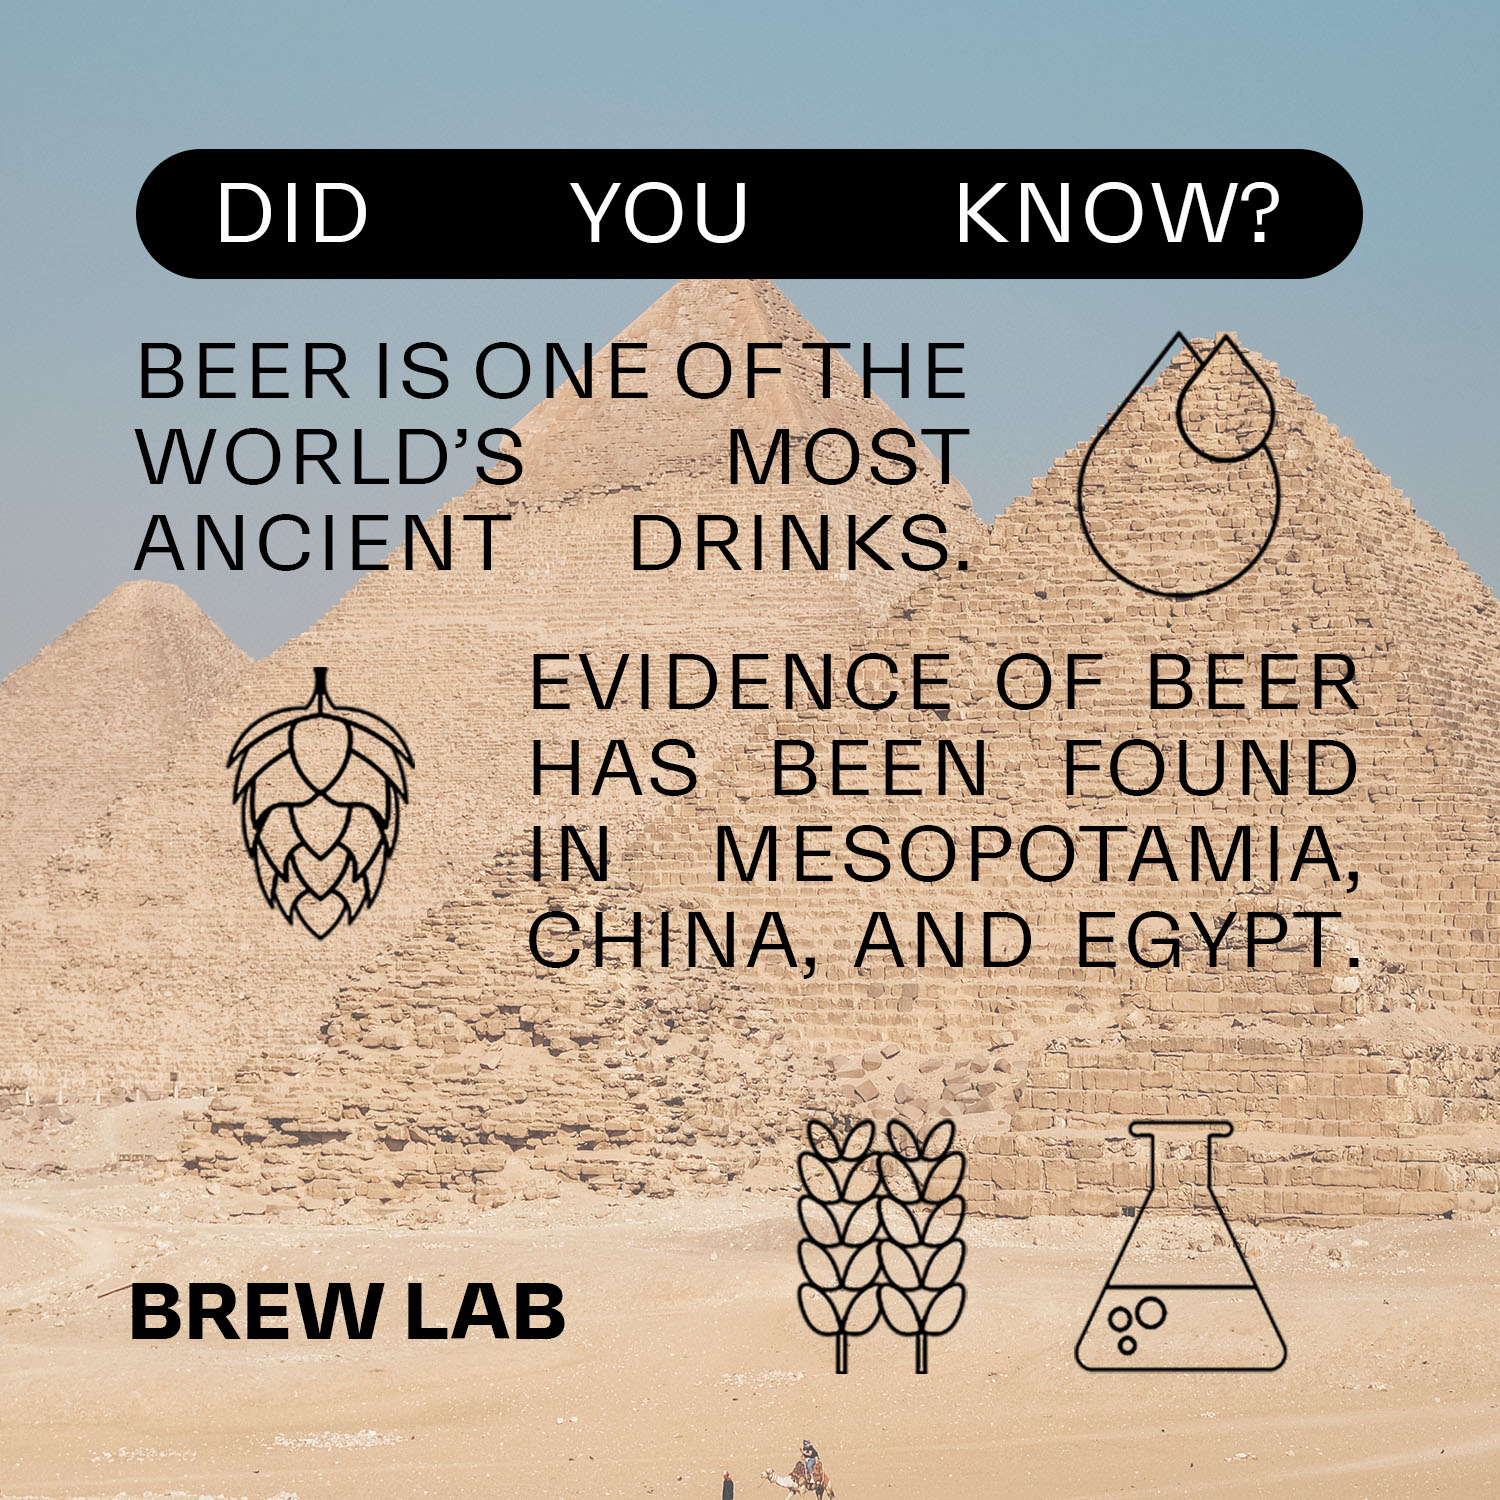 DID YOU KNOW?
BEER IS ONE OF THE
WORLD’S MOST
ANCIENT DRINKS.
EVIDENCE OF BEER
HAS BEEN FOUND
IN MESOPOTAMIA,
CHINA, AND EGYPT.
BREW LAB